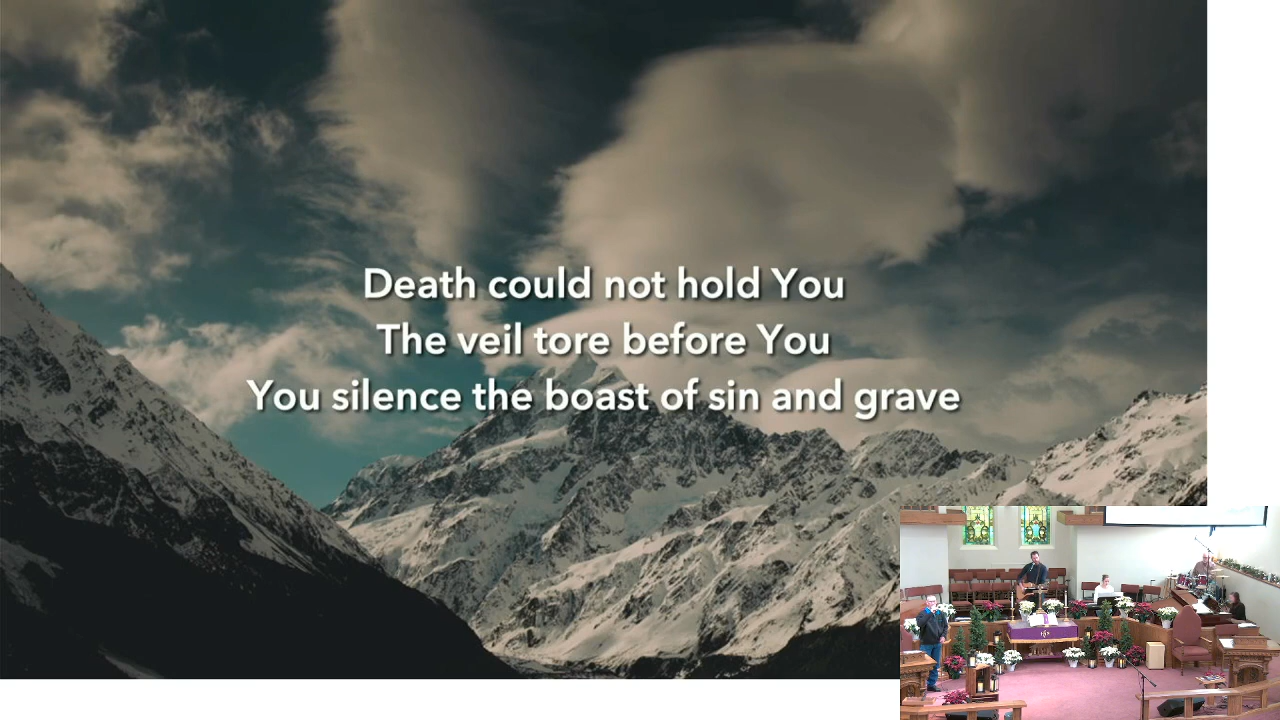 Death could not hold You
The veil tore before You
You silence the boast of sin and grave